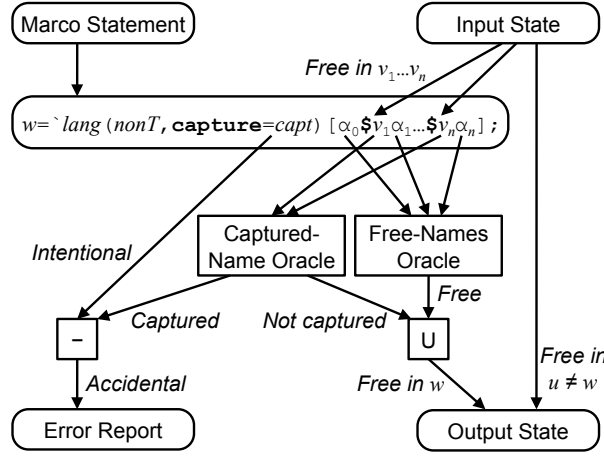 Marco Statement
Input State
Free in v₁...vₙ
w=`lang(nonT,capture=capt)[α₀$v₁α₁...$vₙαₙ];
Captured-
Name Oracle
Free-Names
Oracle
Intentional
Captured
Not captured
Free
–
U
Accidental
Free in w
Free in
u ≠ w
Error Report
Output State